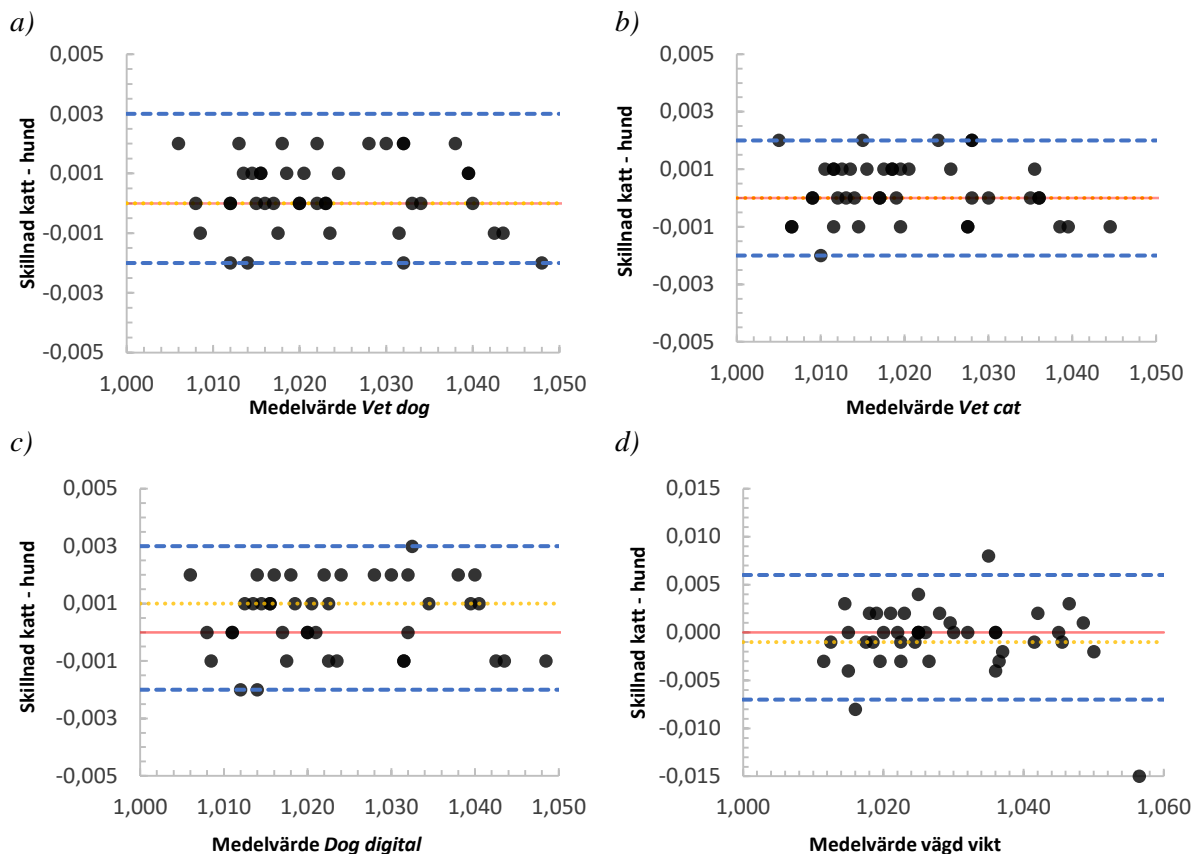 a)
0,005
0,003
0,001
-0,001
-0,003
-0,005
Skillnad katt - hund
1,000 1,010 1,020 1,030 1,040 1,050
Medelvärde Vet dog
b)
0,005
0,003
0,001
-0,001
-0,003
-0,005
Skillnad katt - hund
1,000 1,010 1,020 1,030 1,040 1,050
Medelvärde Vet cat
c)
0,005
0,003
0,001
-0,001
-0,003
-0,005
Skillnad katt - hund
1,000 1,010 1,020 1,030 1,040 1,050
Medelvärde Dog digital
d)
0,015
0,010
0,005
0,000
-0,005
-0,010
-0,015
Skillnad katt - hund
1,000 1,020 1,040 1,060
Medelvärde vägd vikt